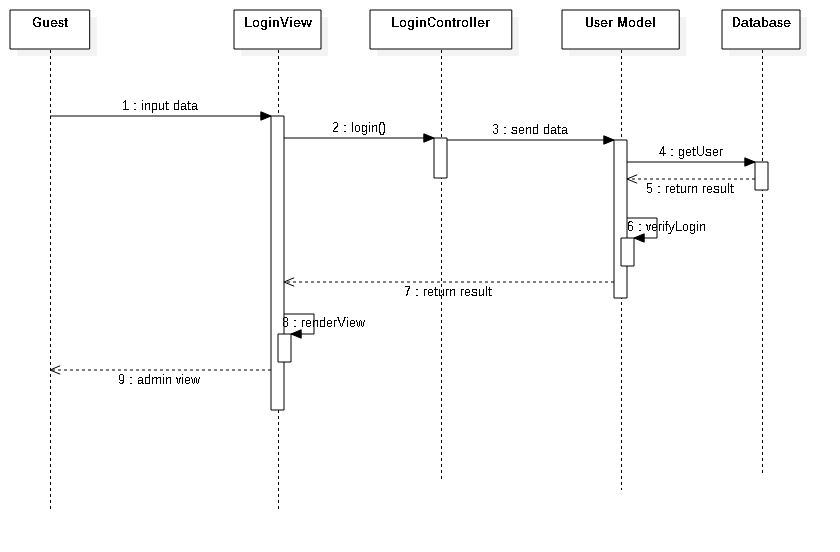 Guest
LoginView
LoginController
User Model
Database
1 : input data
2 : login()
3 : send data
4 : getUser
5 : return result
6 : verifyLogin
7 : return result
8 : renderView
9 : admin view